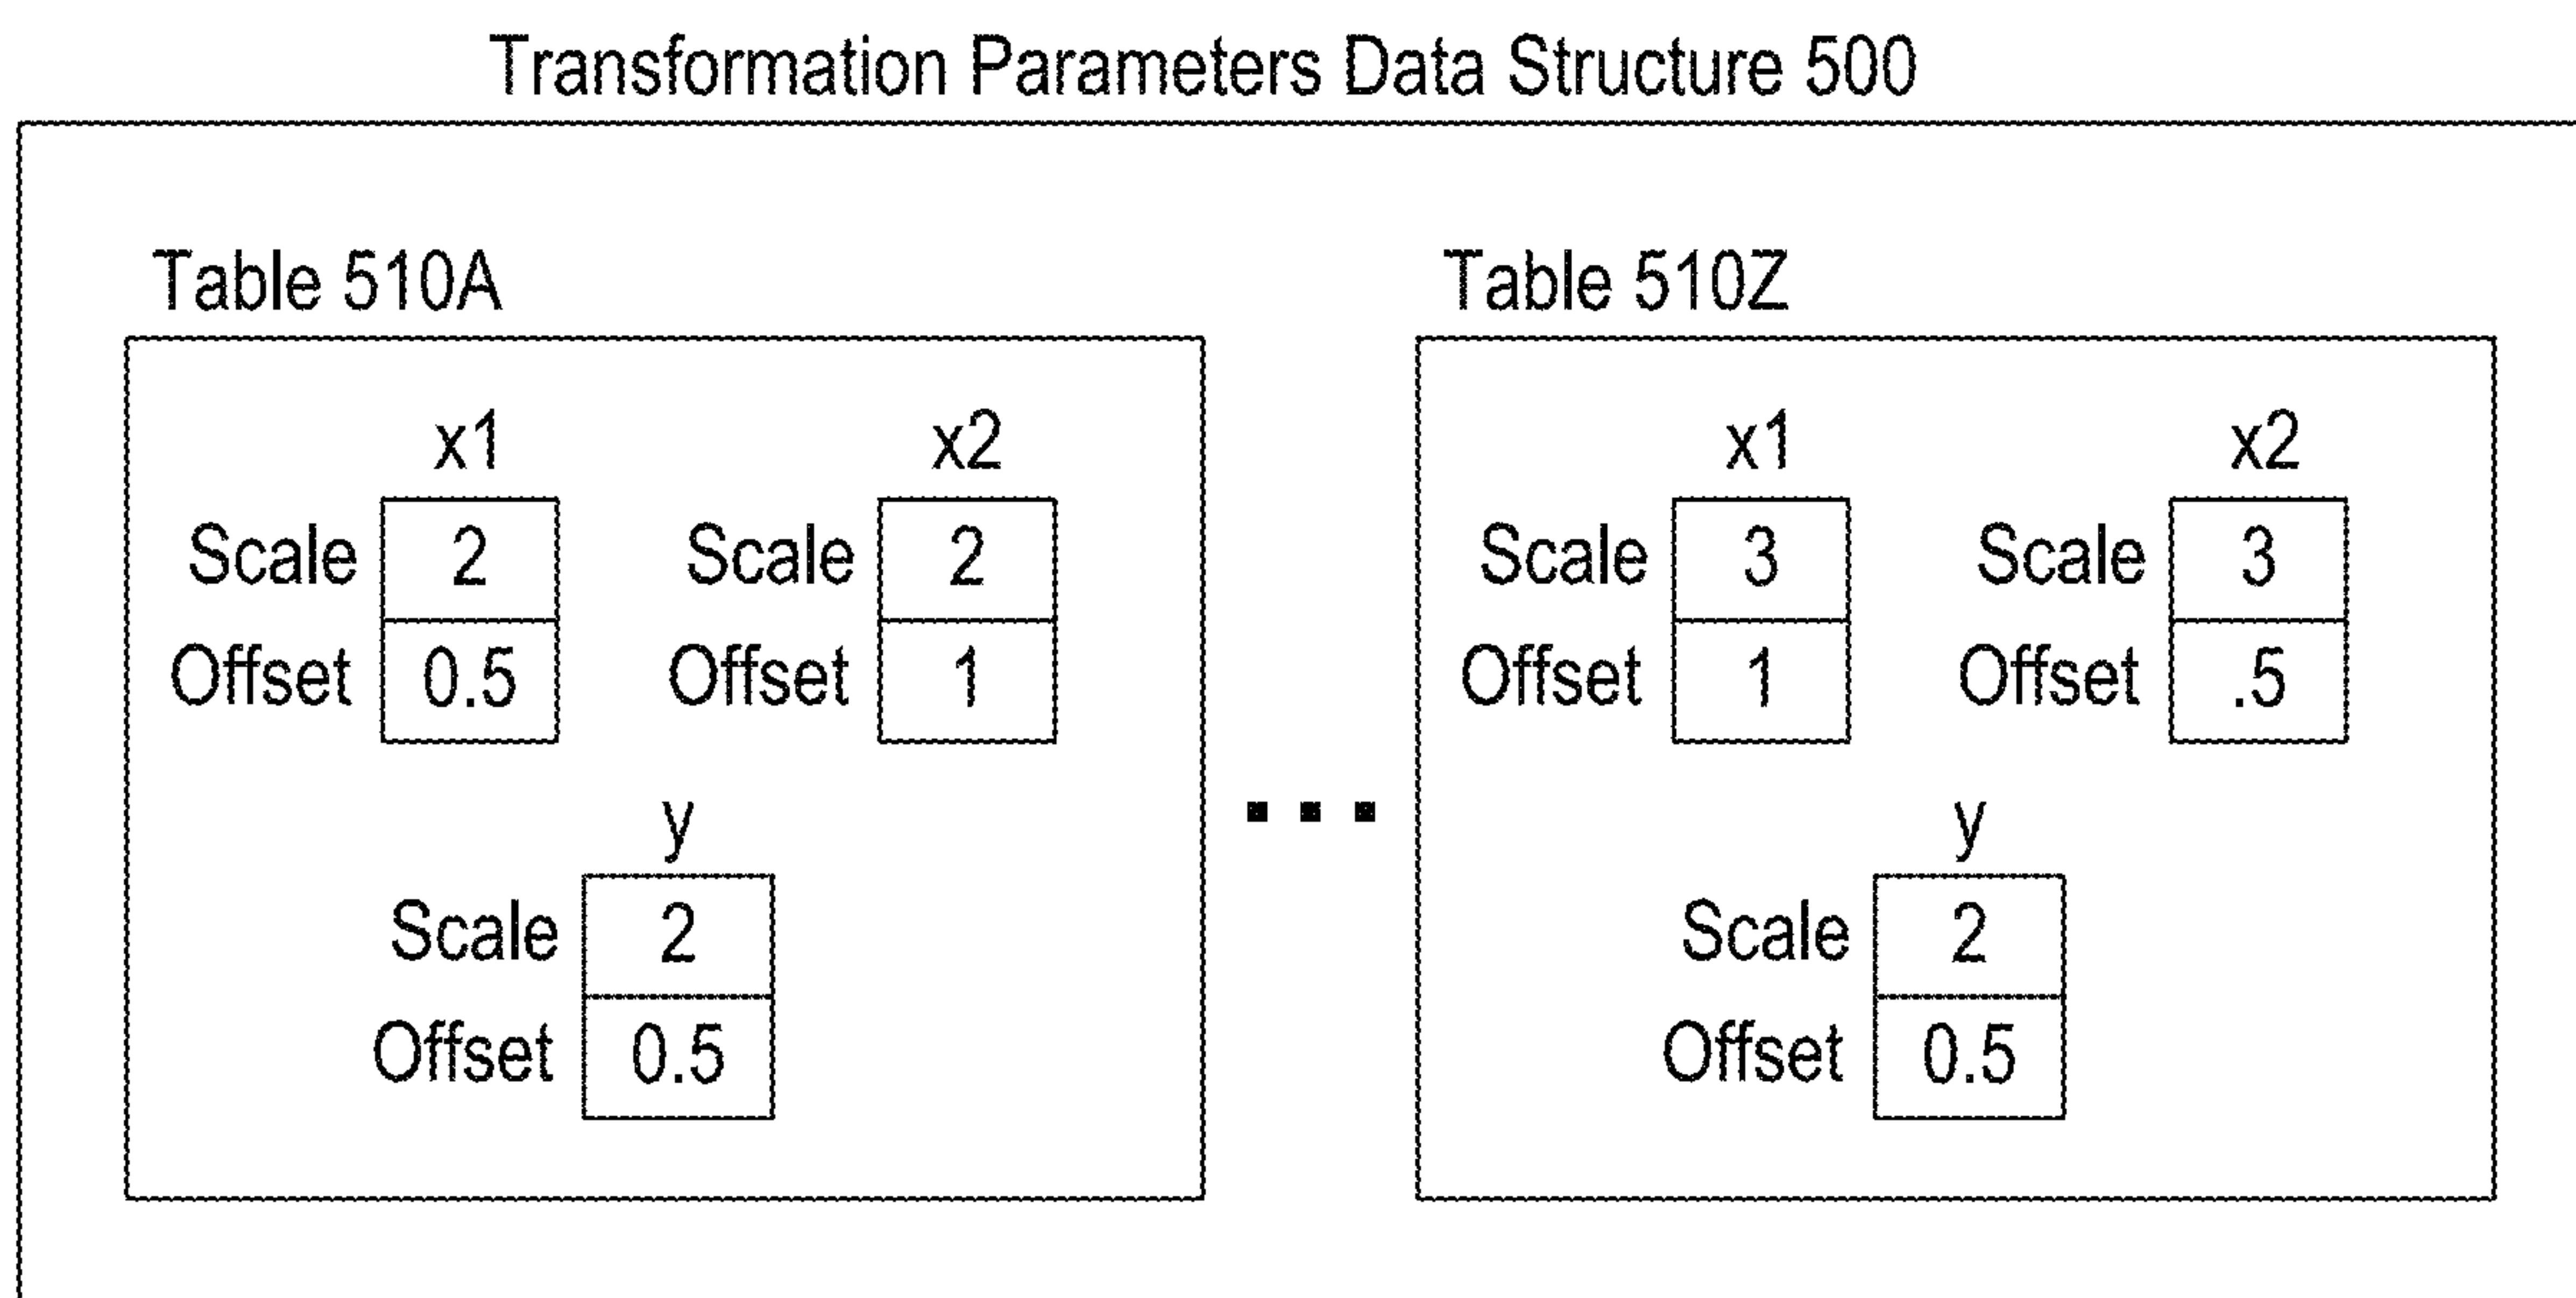 Transformation Parameters Data Structure 500
Table 510A
x1
x2
Scale 2
Scale 2
Offset 0.5
Offset 1
y
Scale 2
Offset 0.5
...
Table 510Z
x1
x2
Scale 3
Scale 3
Offset 1
Offset .5
y
Scale 2
Offset 0.5